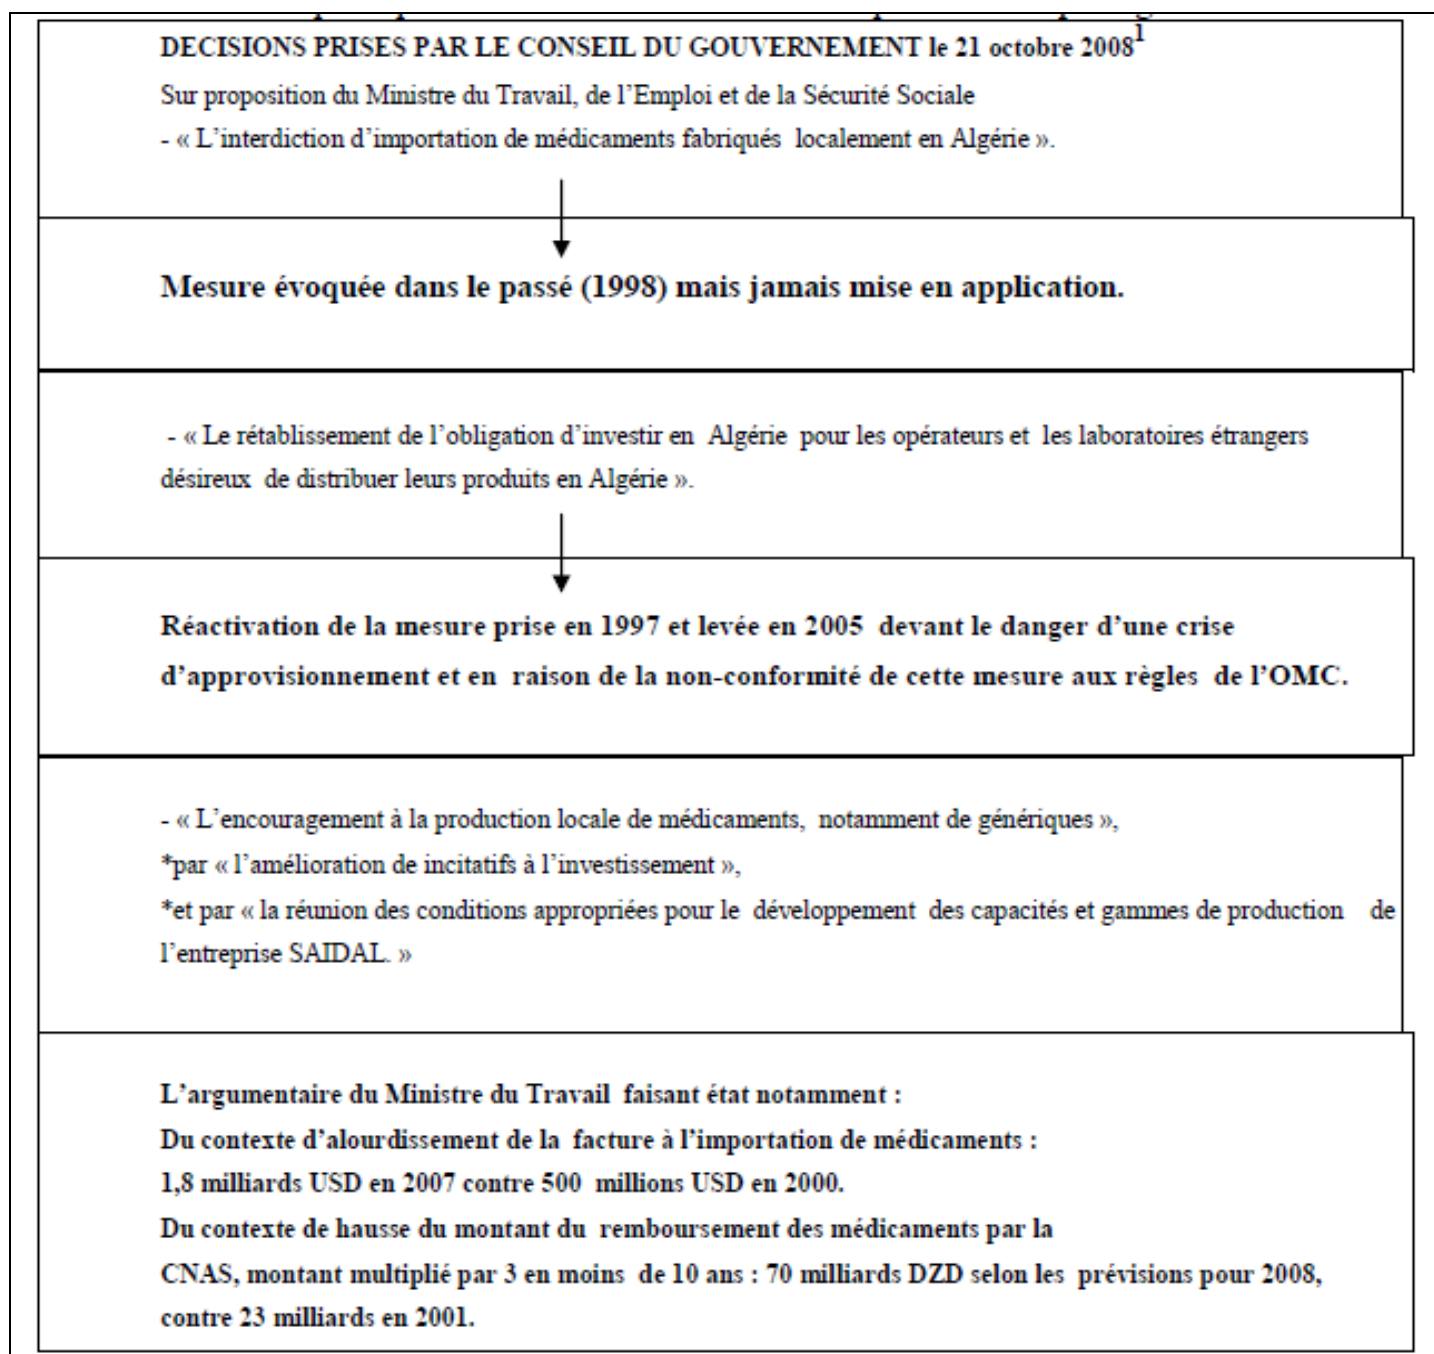 DECISIONS PRISES PAR LE CONSEIL DU GOUVERNEMENT le 21 octobre 2008¹
Sur proposition du Ministre du Travail, de l’Emploi et de la Sécurité Sociale
- « L’interdiction d’importation de médicaments fabriqués localement en Algérie ».
Mesure évoquée dans le passé (1998) mais jamais mise en application.
- « Le rétablissement de l’obligation d’investir en Algérie pour les opérateurs et les laboratoires étrangers
désireux de distribuer leurs produits en Algérie ».
Réactivation de la mesure prise en 1997 et levée en 2005 devant le danger d’une crise
d’approvisionnement et en raison de la non-conformité de cette mesure aux règles de l’OMC.
- « L’encouragement à la production locale de médicaments, notamment de génériques »,
*par « l’amélioration de incitatifs à l’investissement »,
*et par « la réunion des conditions appropriées pour le développement des capacités et gammes de production de
l’entreprise SAIDAL. »
L’argumentaire du Ministre du Travail faisant état notamment :
Du contexte d’alourdissement de la facture à l’importation de médicaments :
1,8 milliards USD en 2007 contre 500 millions USD en 2000.
Du contexte de hausse du montant du remboursement des médicaments par la
CNAS, montant multiplié par 3 en moins de 10 ans : 70 milliards DZD selon les prévisions pour 2008,
contre 23 milliards en 2001.